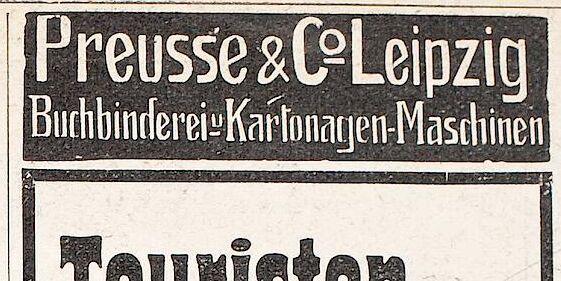 Preusse & Co Leipzig
Buchbinderei u Kartonagen-Maschinen
Touristen